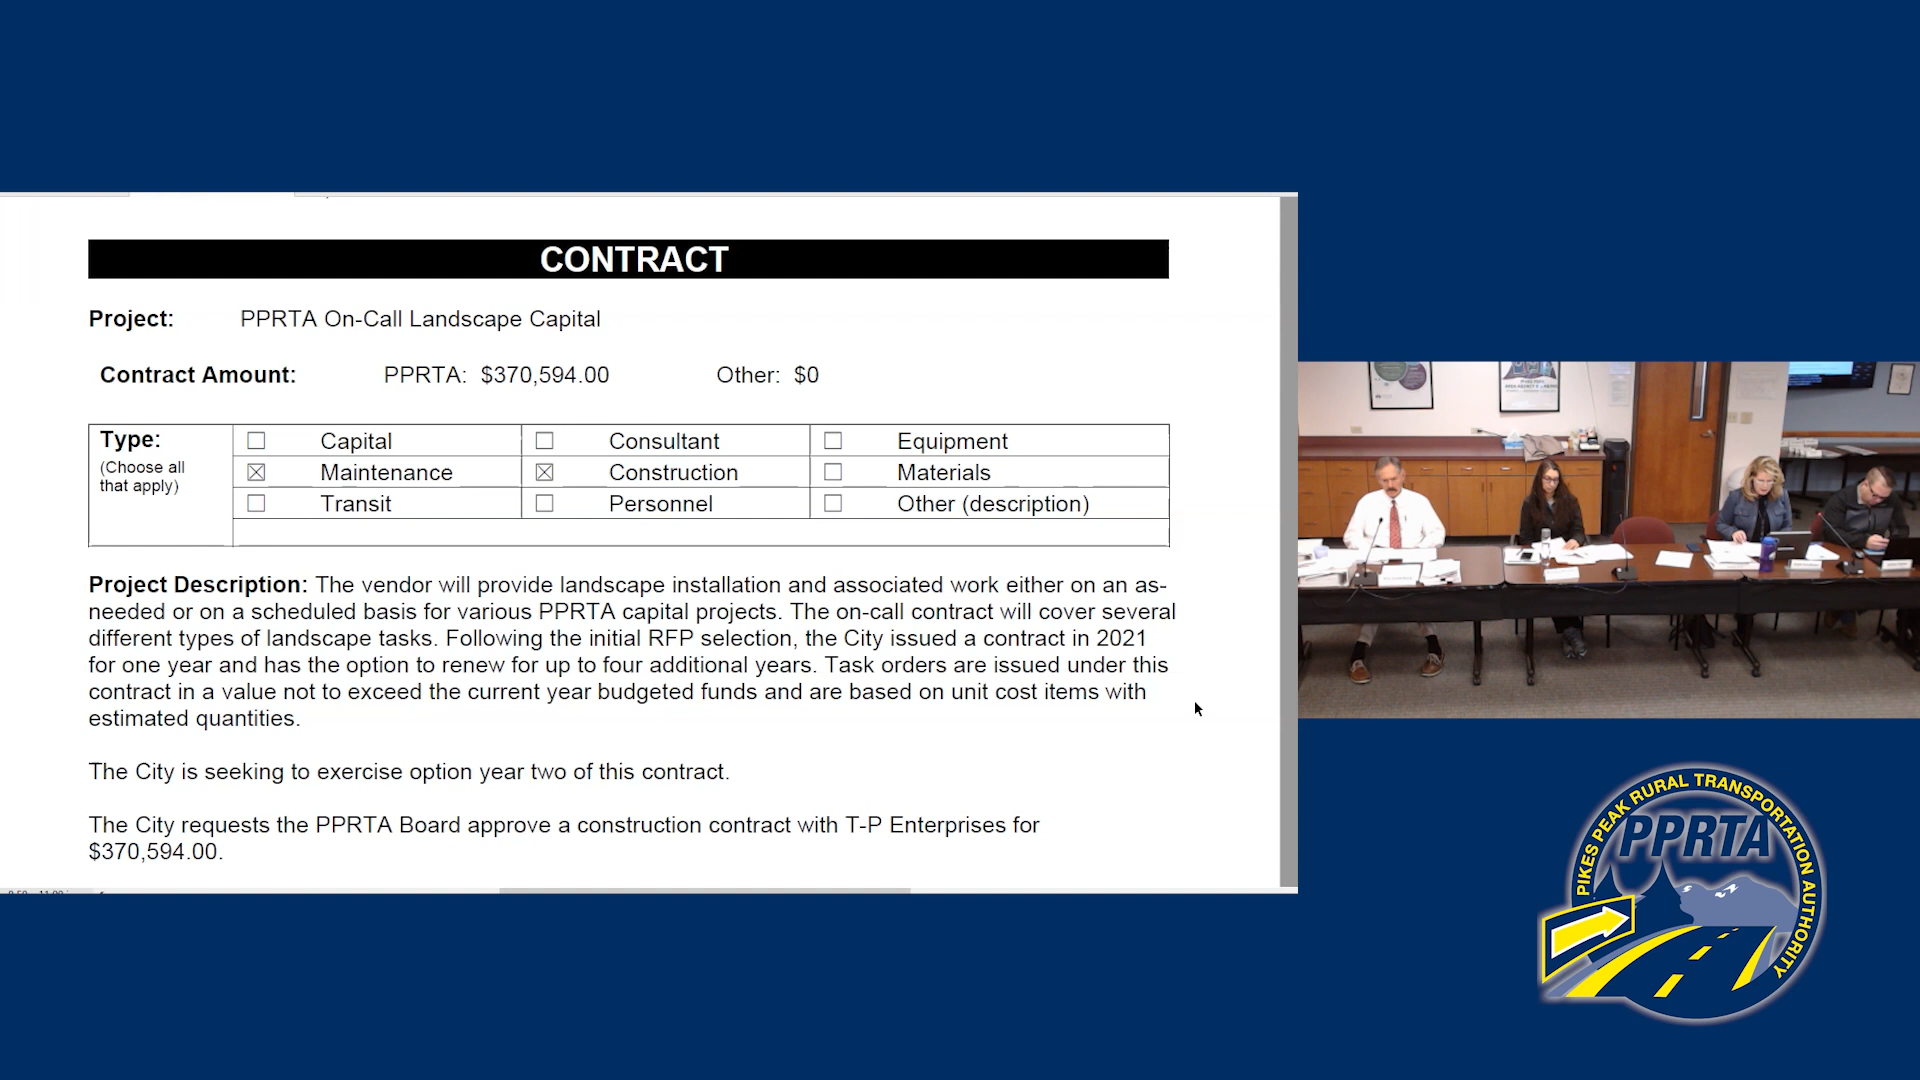 CONTRACT
Project: PPRTA On-Call Landscape Capital
Contract Amount: PPRTA: $370,594.00 Other: $0
Type: ☐ Capital ☐ Consultant ☐ Equipment
(Choose all that apply) ☒ Maintenance ☒ Construction ☐ Materials
☐ Transit ☐ Personnel ☐ Other (description)
Project Description: The vendor will provide landscape installation and associated work either on an as-
needed or on a scheduled basis for various PPRTA capital projects. The on-call contract will cover several
different types of landscape tasks. Following the initial RFP selection, the City issued a contract in 2021
for one year and has the option to renew for up to four additional years. Task orders are issued under this
contract in a value not to exceed the current year budgeted funds and are based on unit cost items with
estimated quantities.
The City is seeking to exercise option year two of this contract.
The City requests the PPRTA Board approve a construction contract with T-P Enterprises for
$370,594.00.
PIKES PEAK RURAL TRANSPORTATION AUTHORITY
PPRTA